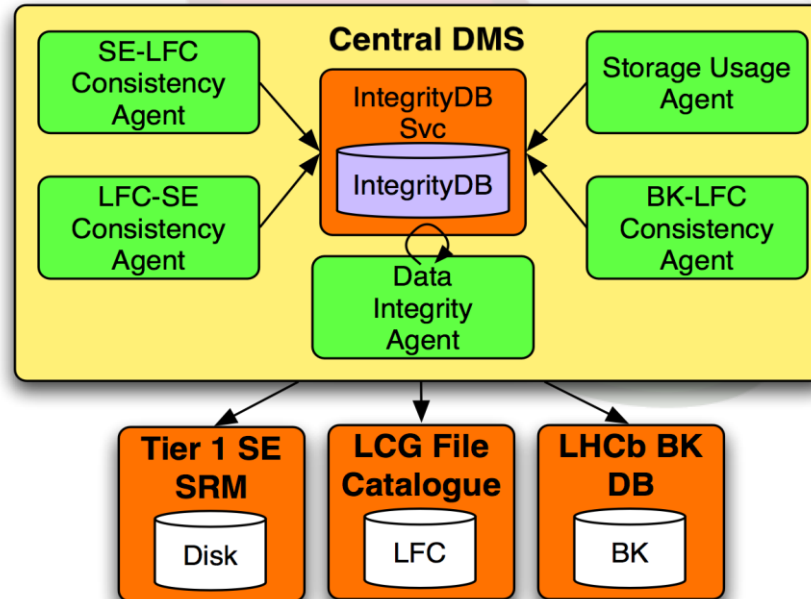 Central DMS
SE-LFC
Consistency
Agent
IntegrityDB
Svc
IntegrityDB
Storage Usage
Agent
LFC-SE
Consistency
Agent
BK-LFC
Consistency
Agent
Data
Integrity
Agent
Tier 1 SE
SRM
Disk
LCG File
Catalogue
LFC
LHCb BK
DB
BK